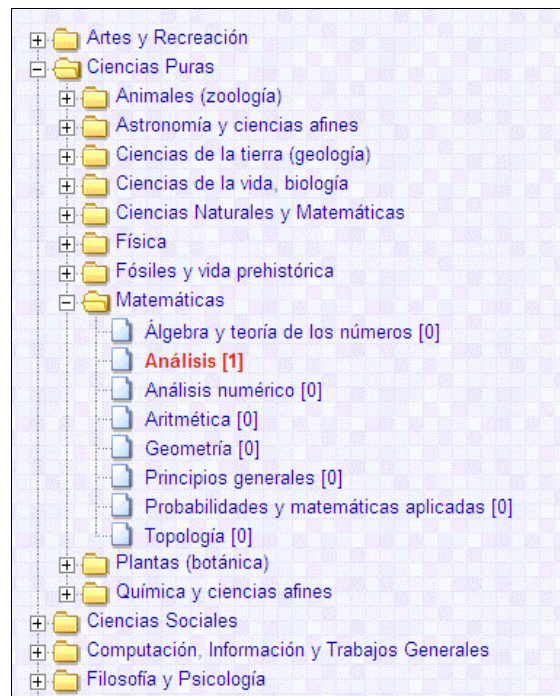 Artes y Recreación
Ciencias Puras
Animales (zoología)
Astronomía y ciencias afines
Ciencias de la tierra (geología)
Ciencias de la vida, biología
Ciencias Naturales y Matemáticas
Física
Fósiles y vida prehistórica
Matemáticas
Álgebra y teoría de los números [0]
Análisis [1]
Análisis numérico [0]
Aritmética [0]
Geometría [0]
Principios generales [0]
Probabilidades y matemáticas aplicadas [0]
Topología [0]
Plantas (botánica)
Química y ciencias afines
Ciencias Sociales
Computación, Información y Trabajos Generales
Filosofía y Psicología